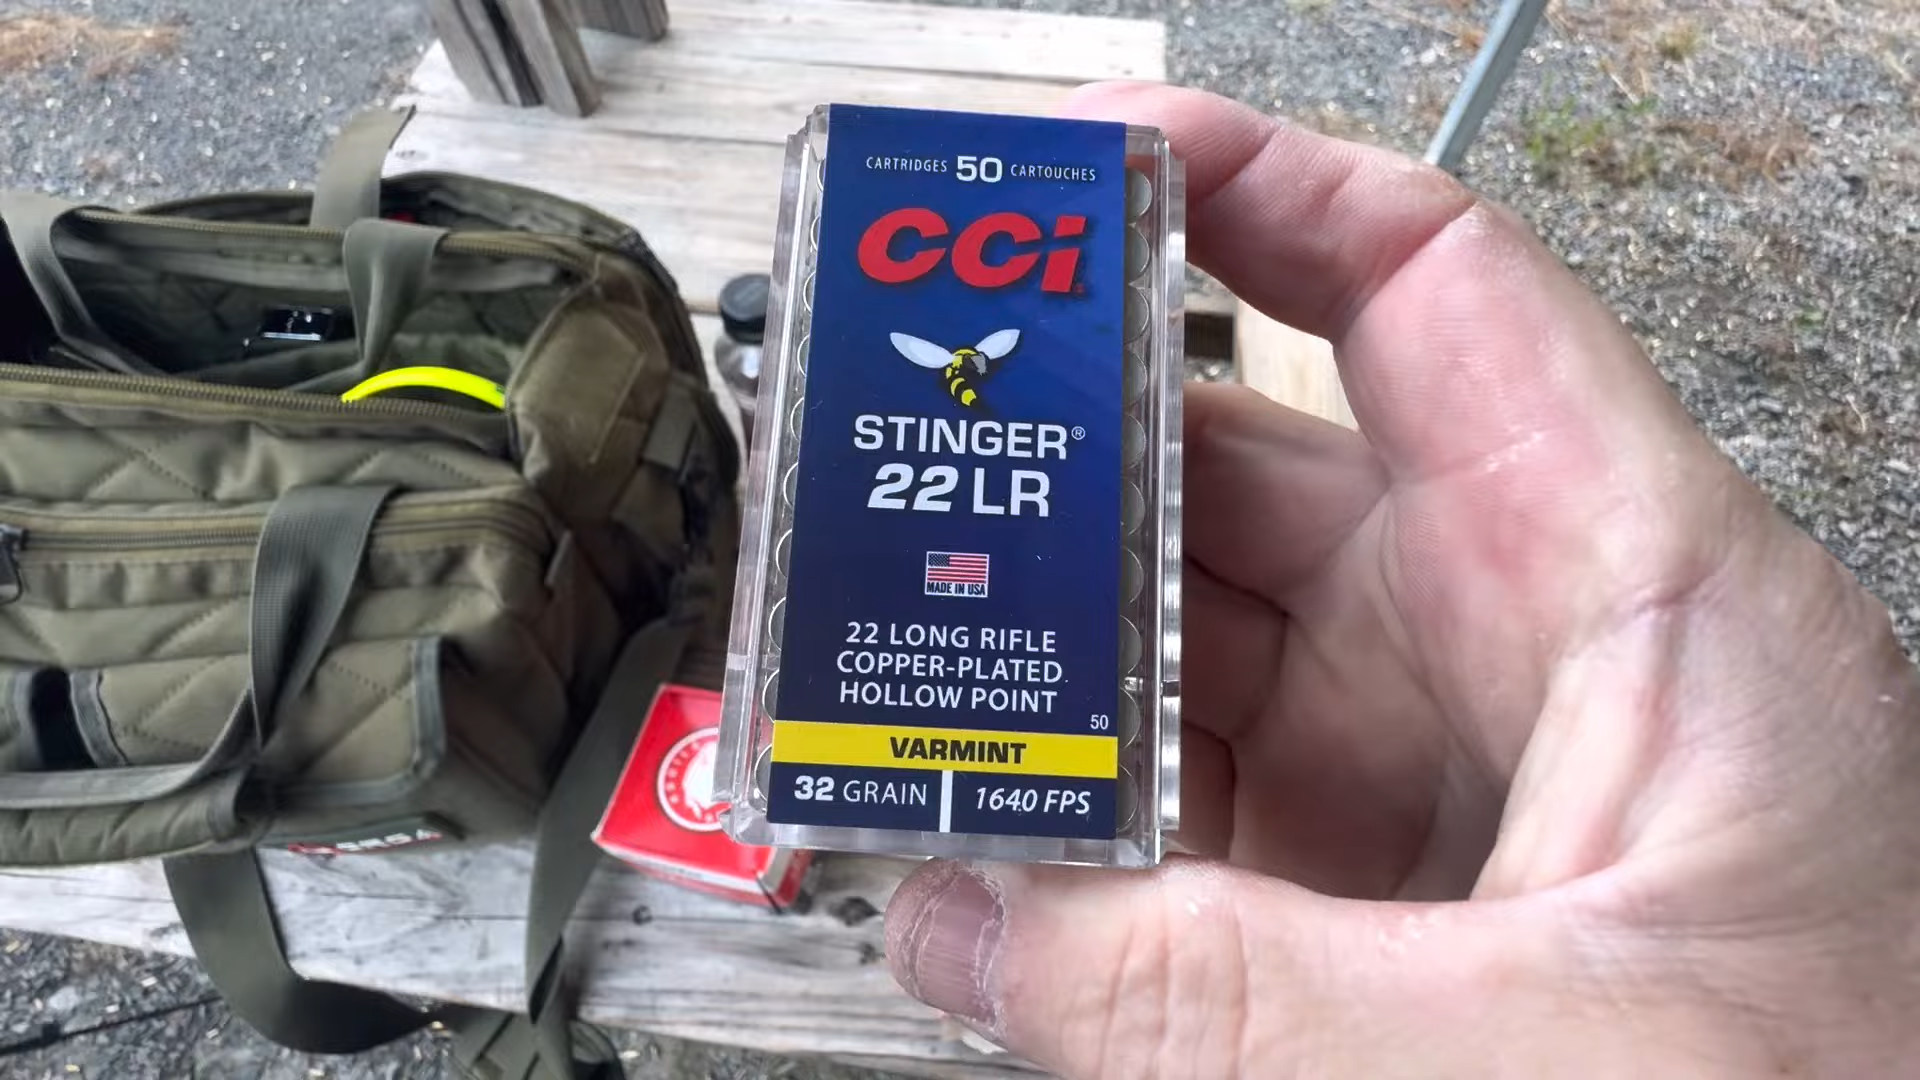 CARTRIDGES 50 CARTOUCHES
CCi
STINGER®
22 LR
MADE IN USA
22 LONG RIFLE
COPPER-PLATED
HOLLOW POINT
50
VARMINT
32 GRAIN
1640 FPS